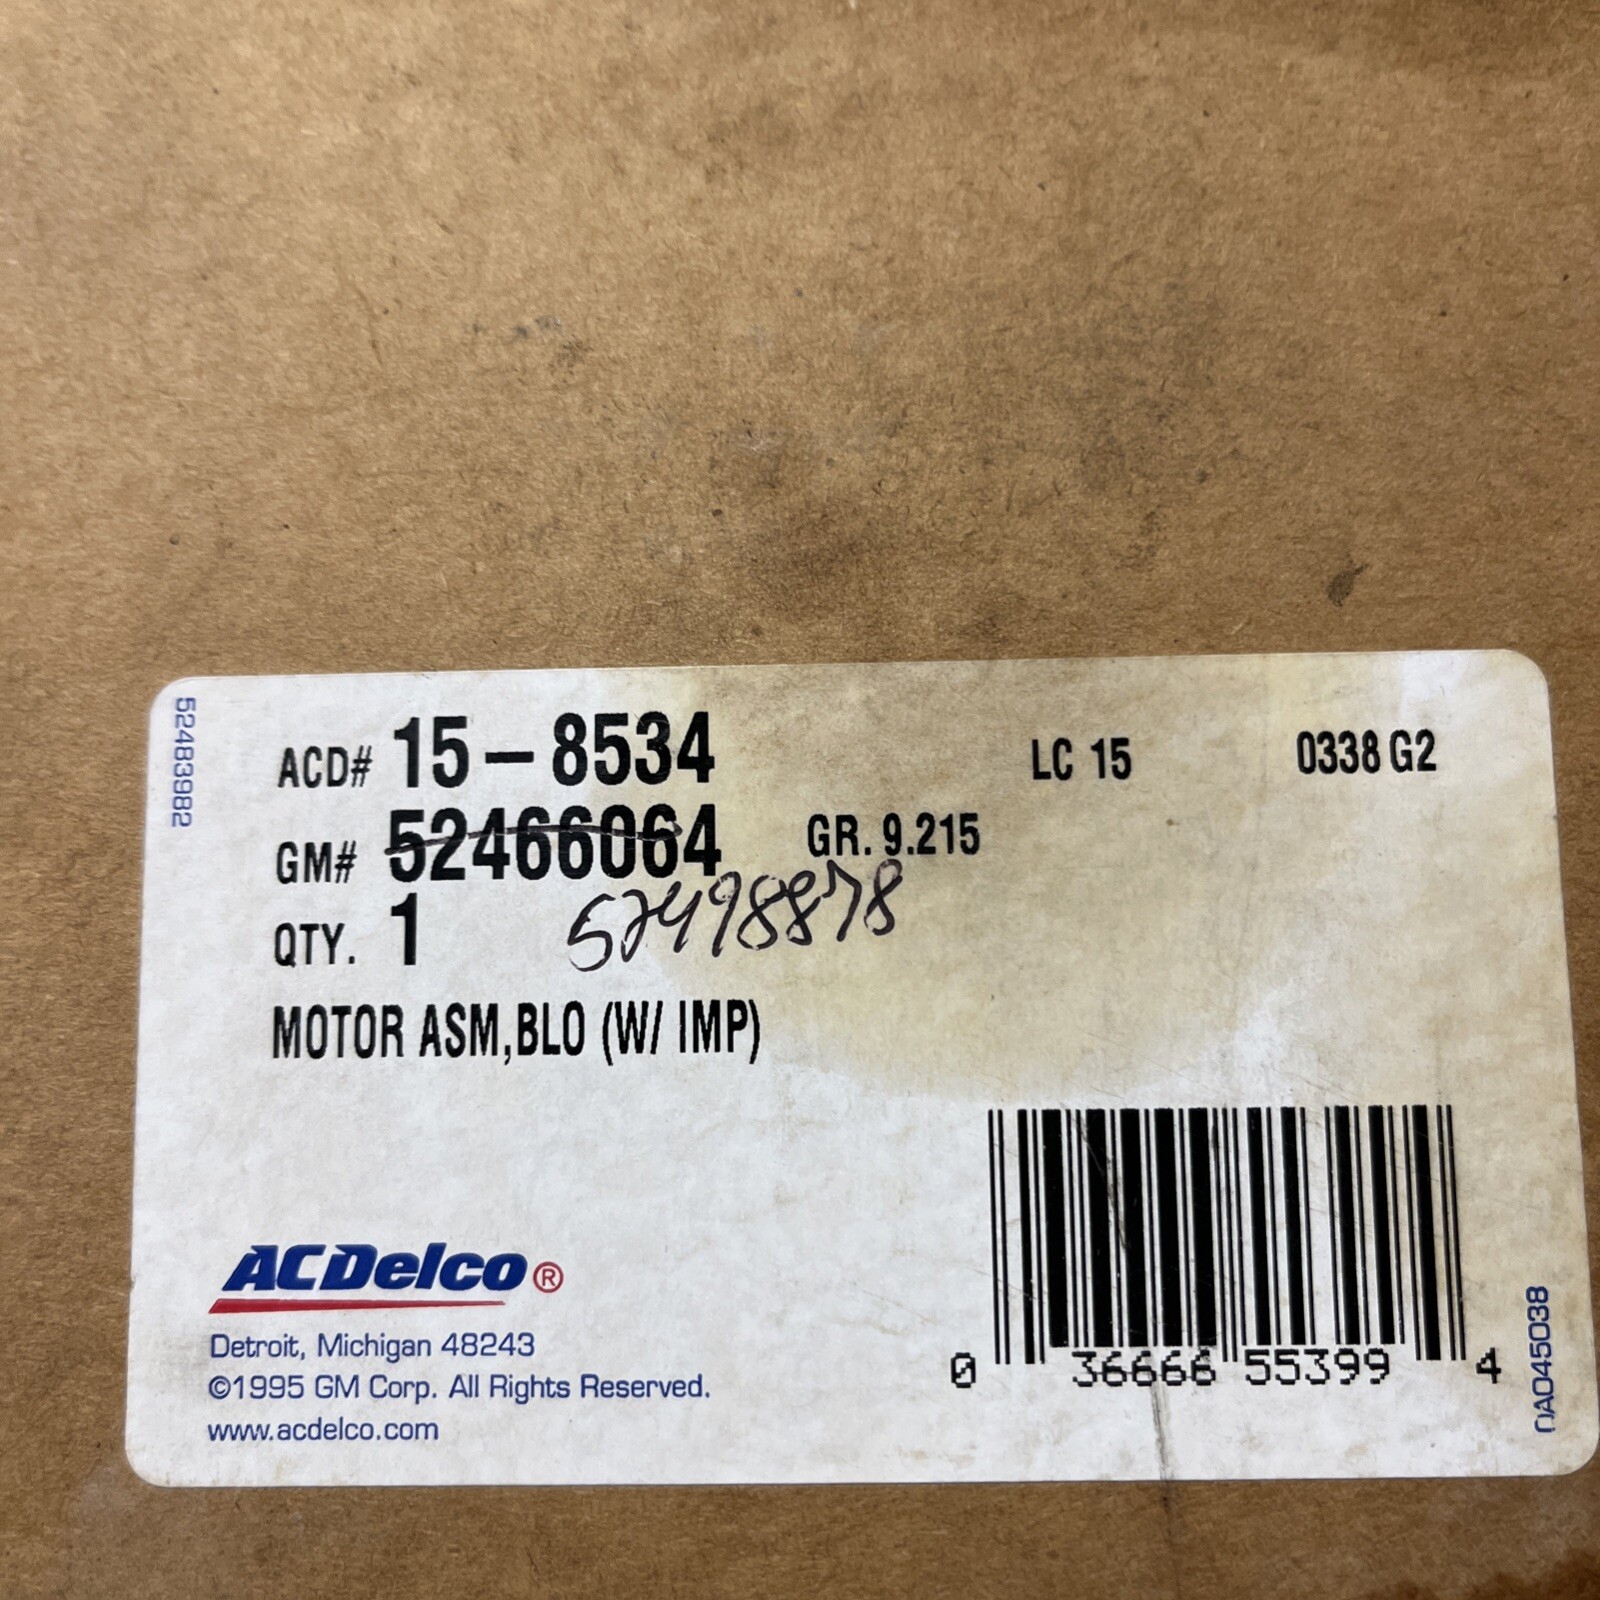 52483982
ACD# 15-8534 LC 15 0338 G2
GM# 52466064 GR. 9.215
QTY. 1 52498878
MOTOR ASM,BLO (W/ IMP)
ACDelco®
Detroit, Michigan 48243
©1995 GM Corp. All Rights Reserved.
www.acdelco.com
0 36666 55399 4
0A045038